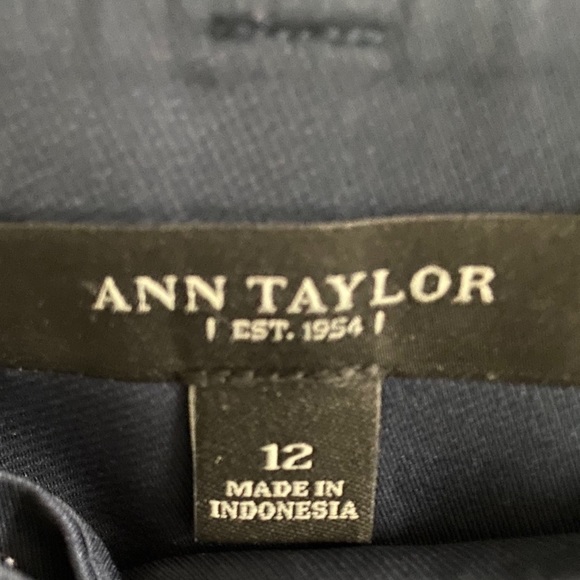 ANN TAYLOR
EST. 1954
12
MADE IN
INDONESIA